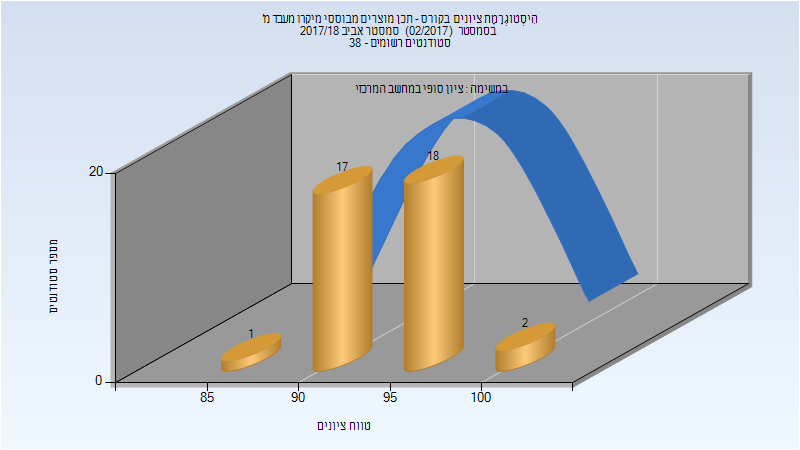 היסטוגרמת ציונים בקורס - תכן מוצרים מבוססי מיקרו מעבד מ'
בסמסטר (02/2017) סמסטר אביב 2017/18
סטודנטים רשומים - 38
במשימה : ציון סופי במחשב המרכזי
20
17
18
מספר סטודנטים
1
2
0
85
90
95
100
טווח ציונים